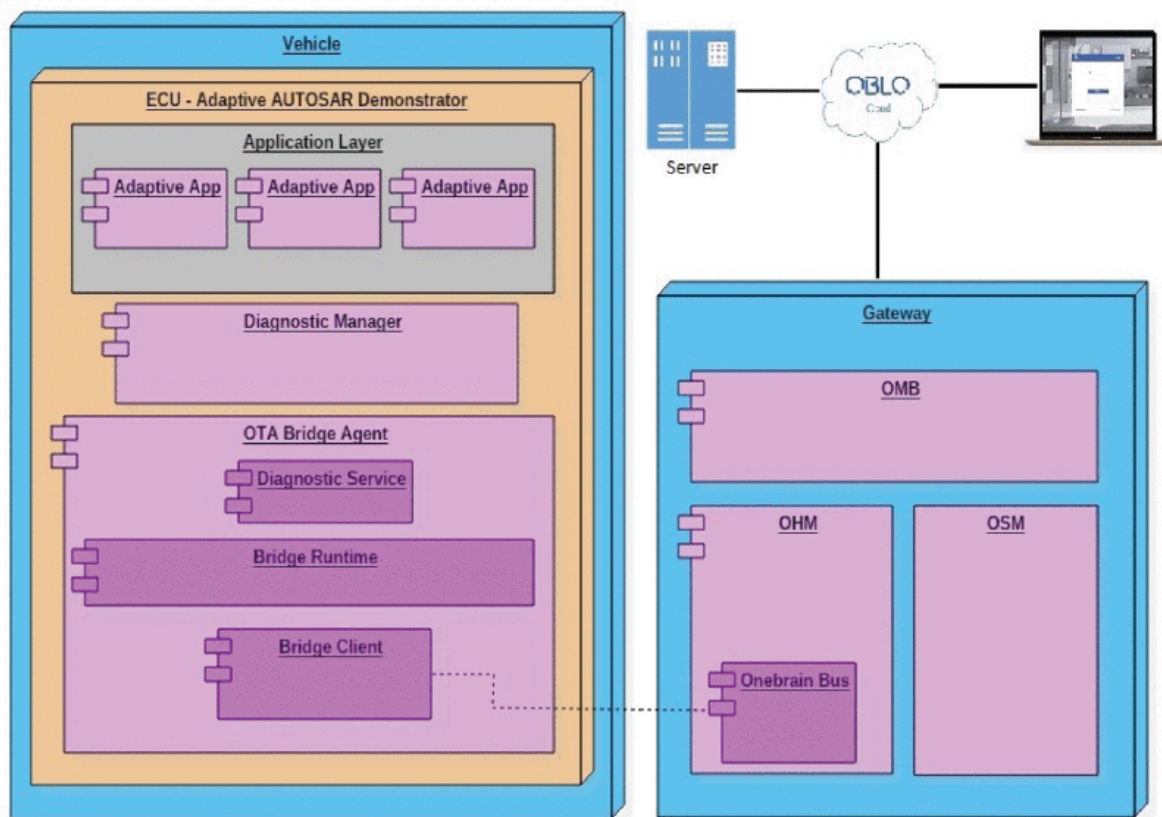 Vehicle
ECU - Adaptive AUTOSAR Demonstrator
Application Layer
Adaptive App
Adaptive App
Adaptive App
Diagnostic Manager
OTA Bridge Agent
Diagnostic Service
Bridge Runtime
Bridge Client
Server
OBLO
Cloud
Gateway
OMB
OHM
OSM
Onebrain Bus